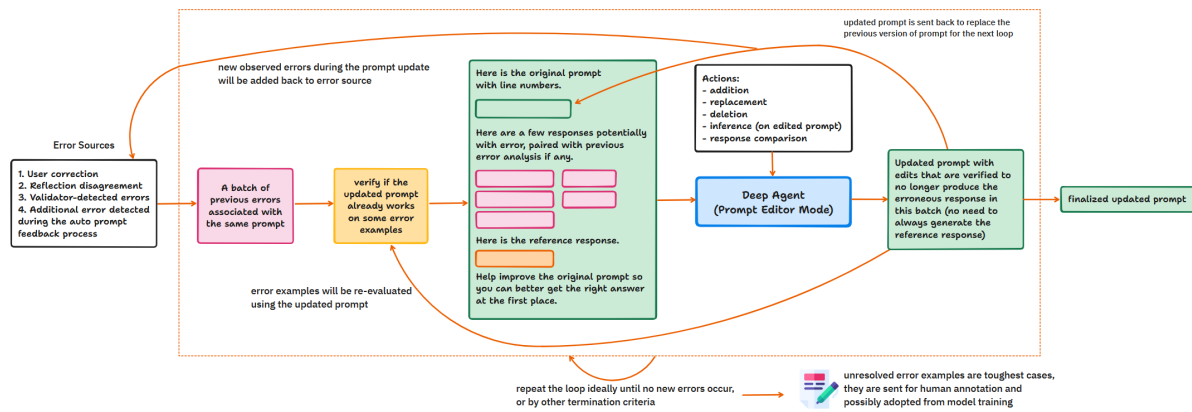 updated prompt is sent back to replace the
previous version of prompt for the next loop
new observed errors during the prompt update
will be added back to error source
Error Sources
1. User correction
2. Reflection disagreement
3. Validator-detected errors
4. Additional error detected
during the auto prompt
feedback process
A batch of
previous errors
associated with
the same prompt
verify if the
updated prompt
already works
on some error
examples
Here is the original prompt
with line numbers.
Here are a few responses potentially
with error, paired with previous
error analysis if any.
Here is the reference response.
Help improve the original prompt so
you can better get the right answer
at the first place.
Actions:
- addition
- replacement
- deletion
- inference (on edited prompt)
- response comparison
Deep Agent
(Prompt Editor Mode)
Updated prompt with
edits that are verified to
no longer produce the
erroneous response in
this batch (no need to
always generate the
reference response)
finalized updated prompt
error examples will be re-evaluated
using the updated prompt
repeat the loop ideally until no new errors occur,
or by other termination criteria
unresolved error examples are toughest cases,
they are sent for human annotation and
possibly adopted from model training